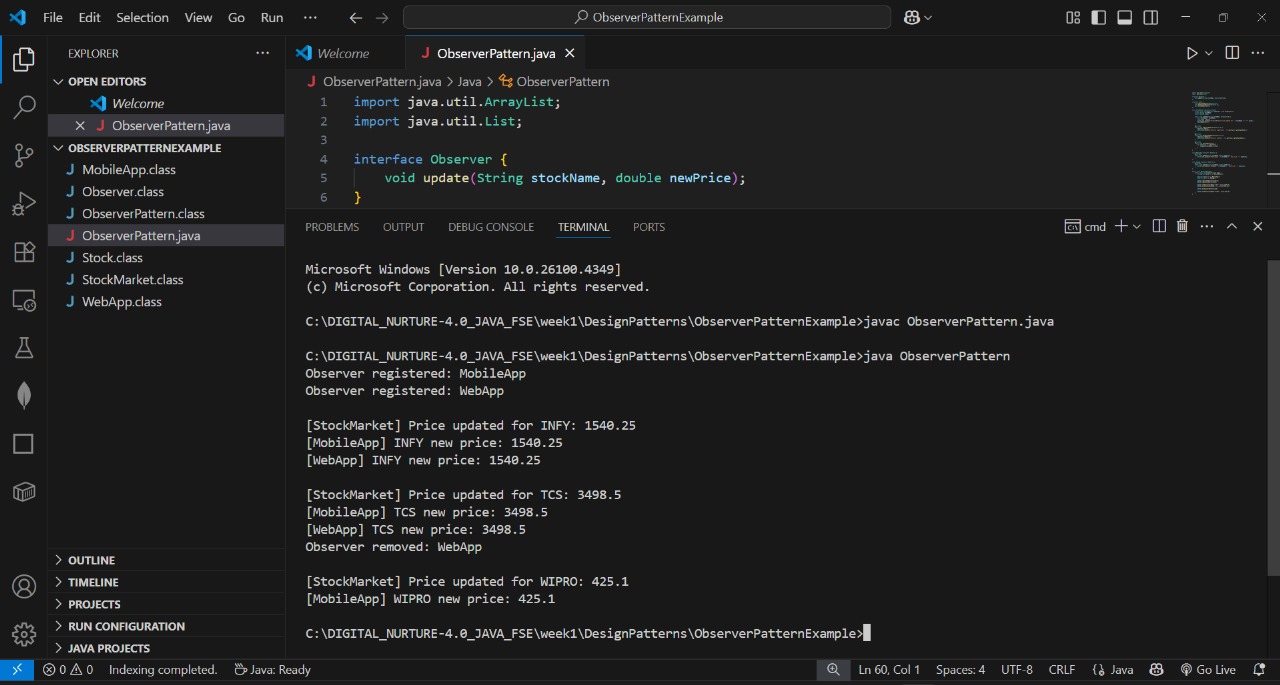 File Edit Selection View Go Run ··· ObserverPatternExample
EXPLORER ···
OPEN EDITORS
Welcome
ObserverPattern.java
OBSERVERPATTERNEXAMPLE
MobileApp.class
Observer.class
ObserverPattern.class
ObserverPattern.java
Stock.class
StockMarket.class
WebApp.class
OUTLINE
TIMELINE
PROJECTS
RUN CONFIGURATION
JAVA PROJECTS
Welcome ObserverPattern.java
ObserverPattern.java > Java > ObserverPattern
1 import java.util.ArrayList;
2 import java.util.List;
3
4 interface Observer {
5 void update(String stockName, double newPrice);
6 }
PROBLEMS OUTPUT DEBUG CONSOLE TERMINAL PORTS cmd
Microsoft Windows [Version 10.0.26100.4349]
(c) Microsoft Corporation. All rights reserved.
C:\DIGITAL_NURTURE-4.0_JAVA_FSE\week1\DesignPatterns\ObserverPatternExample>javac ObserverPattern.java
C:\DIGITAL_NURTURE-4.0_JAVA_FSE\week1\DesignPatterns\ObserverPatternExample>java ObserverPattern
Observer registered: MobileApp
Observer registered: WebApp
[StockMarket] Price updated for INFY: 1540.25
[MobileApp] INFY new price: 1540.25
[WebApp] INFY new price: 1540.25
[StockMarket] Price updated for TCS: 3498.5
[MobileApp] TCS new price: 3498.5
[WebApp] TCS new price: 3498.5
Observer removed: WebApp
[StockMarket] Price updated for WIPRO: 425.1
[MobileApp] WIPRO new price: 425.1
C:\DIGITAL_NURTURE-4.0_JAVA_FSE\week1\DesignPatterns\ObserverPatternExample>
0 0 Indexing completed. Java: Ready Ln 60, Col 1 Spaces: 4 UTF-8 CRLF {} Java Go Live